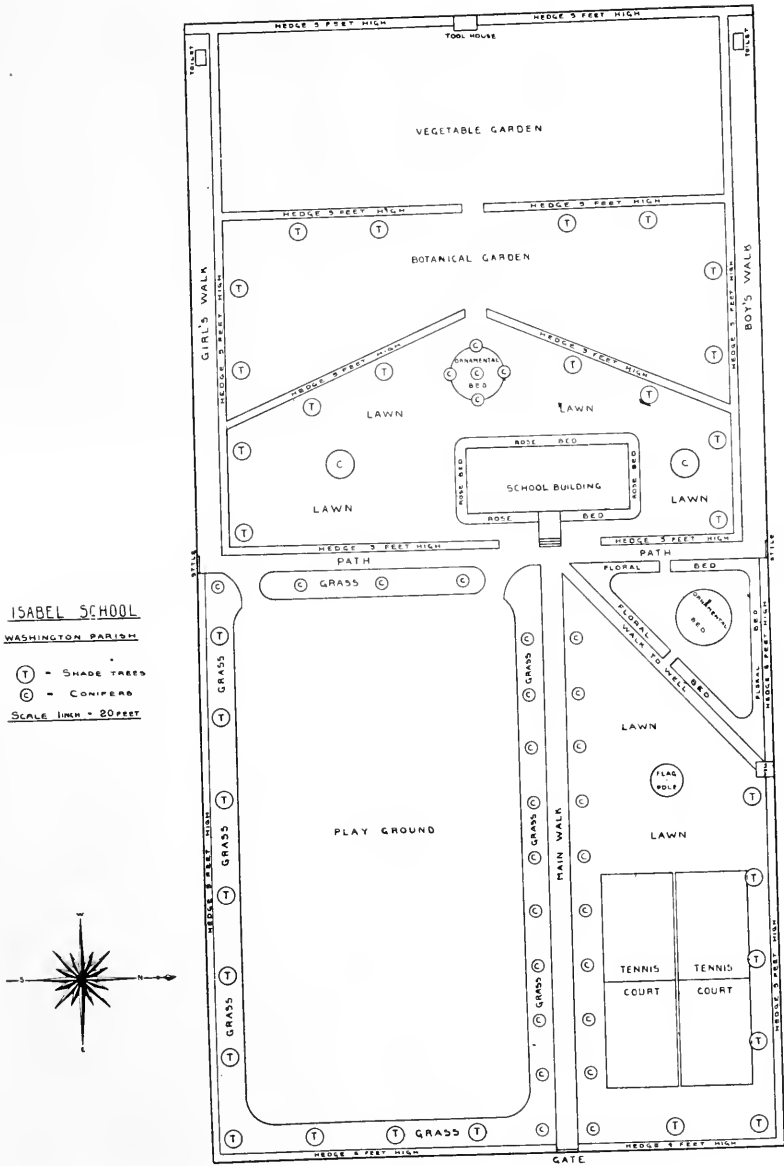 HEDGE 5 FEET HIGH
HEDGE 5 FEET HIGH
TOOL HOUSE
TOILET
TOILET
VEGETABLE GARDEN
HEDGE 5 FEET HIGH
HEDGE 5 FEET HIGH
T T T T
BOTANICAL GARDEN
GIRL'S WALK
HEDGE 5 FEET HIGH
BOY'S WALK
HEDGE 5 FEET HIGH
T T
T T
HEDGE 5 FEET HIGH
HEDGE 5 FEET HIGH
C
ORNAMENTAL
C C C
BED
C
T T T T
LAWN
LAWN
T T
ROSE BED
C
ROSE BED
SCHOOL BUILDING
ROSE BED
C
LAWN
LAWN
ROSE BED
T T
HEDGE 5 FEET HIGH
HEDGE 5 FEET HIGH
STYLE
PATH
PATH
STILE
C
C GRASS C C
FLORAL BED
ORNAMENTAL
BED
FLORAL BED
WALK TO WELL
FLORAL BED
HEDGE 5 FEET HIGH
ISABEL SCHOOL
WASHINGTON PARISH
T - SHADE TREES
C - CONIFERS
SCALE 1 INCH - 20 FEET
T GRASS
T
C GRASS
C
C
C
C
C
LAWN
FLAG
POLE
T
LAWN
T
GRASS
T
HEDGE 5 FEET HIGH
PLAY GROUND
C
GRASS
C
C
MAIN WALK
C
C
C
T
W
S N
E
T
GRASS
T
C
GRASS
C
C
C
C
C
TENNIS
COURT
TENNIS
COURT
T
T
HEDGE 5 FEET HIGH
C
C
T T T GRASS T
C C
T T
HEDGE 5 FEET HIGH
GATE
HEDGE 5 FEET HIGH